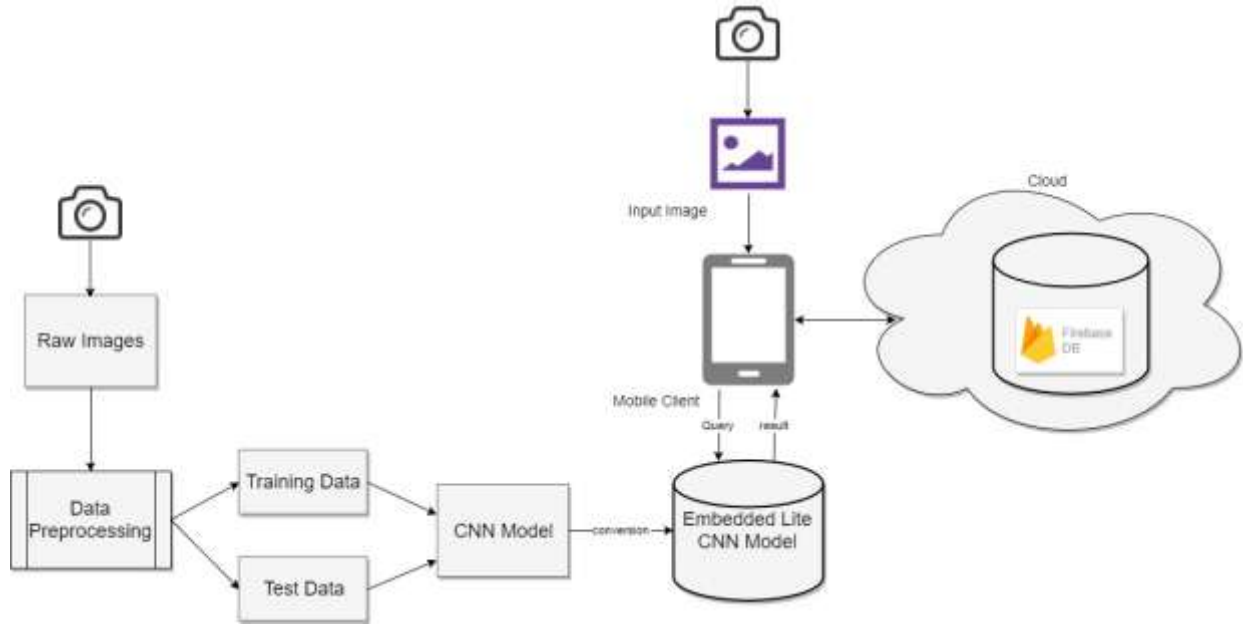 Cloud
Input Image
Firebase
DB
Raw Images
Mobile Client
Query
result
Data
Preprocessing
Training Data
Test Data
CNN Model
conversion
Embedded Lite
CNN Model